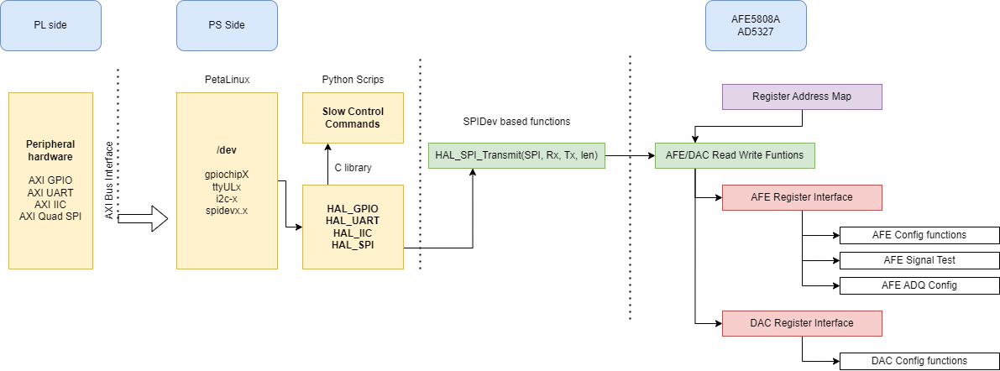 PL side
PS Side
AFE5808A
AD5327
PetaLinux
Python Scrips
Peripheral
hardware
AXI GPIO
AXI UART
AXI IIC
AXI Quad SPI
AXI Bus Interface
/dev
gpiochipX
ttyULx
i2c-x
spidevx.x
Slow Control
Commands
C library
HAL_GPIO
HAL_UART
HAL_IIC
HAL_SPI
SPIDev based functions
HAL_SPI_Transmit(SPI, Rx, Tx, len)
Register Address Map
AFE/DAC Read Write Funtions
AFE Register Interface
AFE Config functions
AFE Signal Test
AFE ADQ Config
DAC Register Interface
DAC Config functions